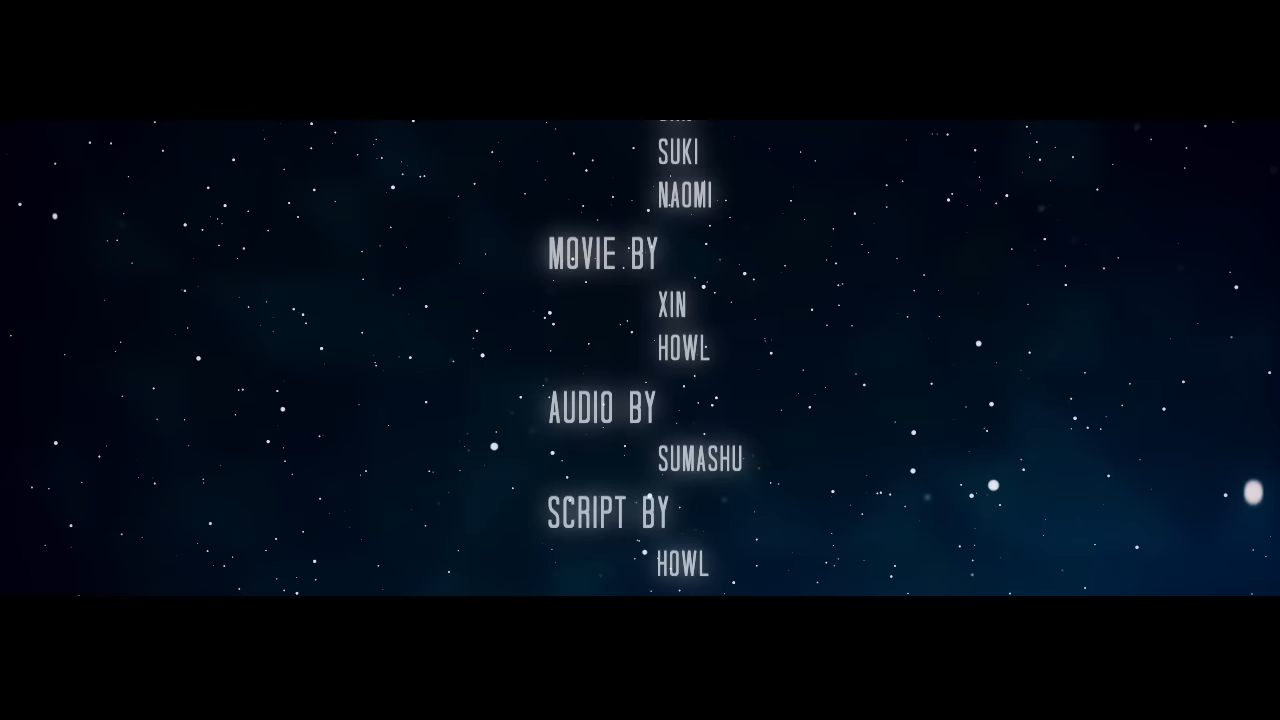 SUKI
NAOMI
MOVIE BY
XIN
HOWL
AUDIO BY
SUMASHU
SCRIPT BY
HOWL